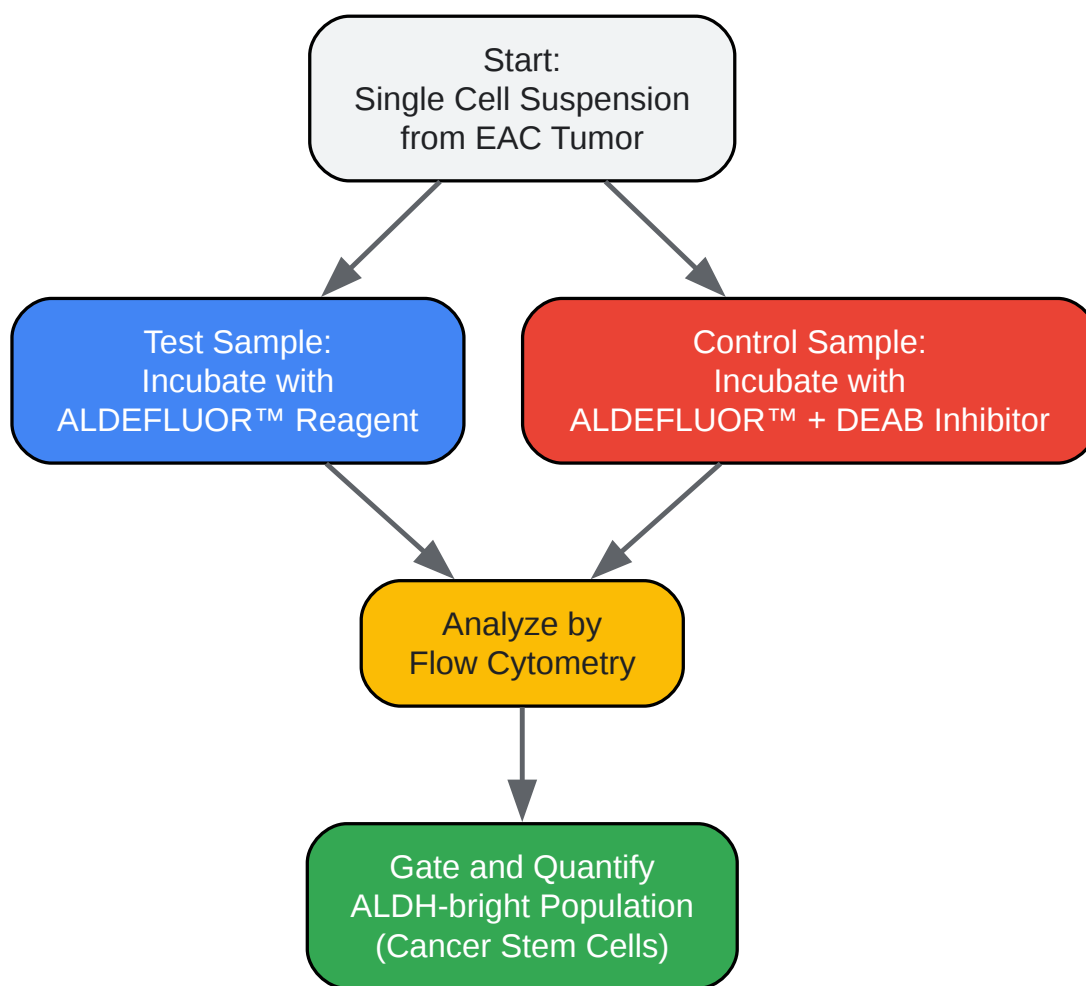 Start:
Single Cell Suspension
from EAC Tumor
Test Sample:
Incubate with
ALDEFLUOR™ Reagent
Control Sample:
Incubate with
ALDEFLUOR™ + DEAB Inhibitor
Analyze by
Flow Cytometry
Gate and Quantify
ALDH-bright Population
(Cancer Stem Cells)